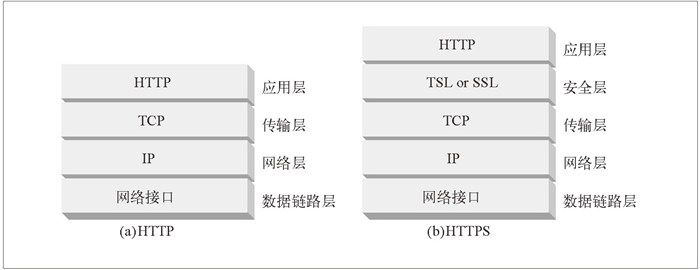 HTTP 应用层
TCP 传输层
IP 网络层
网络接口 数据链路层
(a)HTTP
HTTP 应用层
TSL or SSL 安全层
TCP 传输层
IP 网络层
网络接口 数据链路层
(b)HTTPS